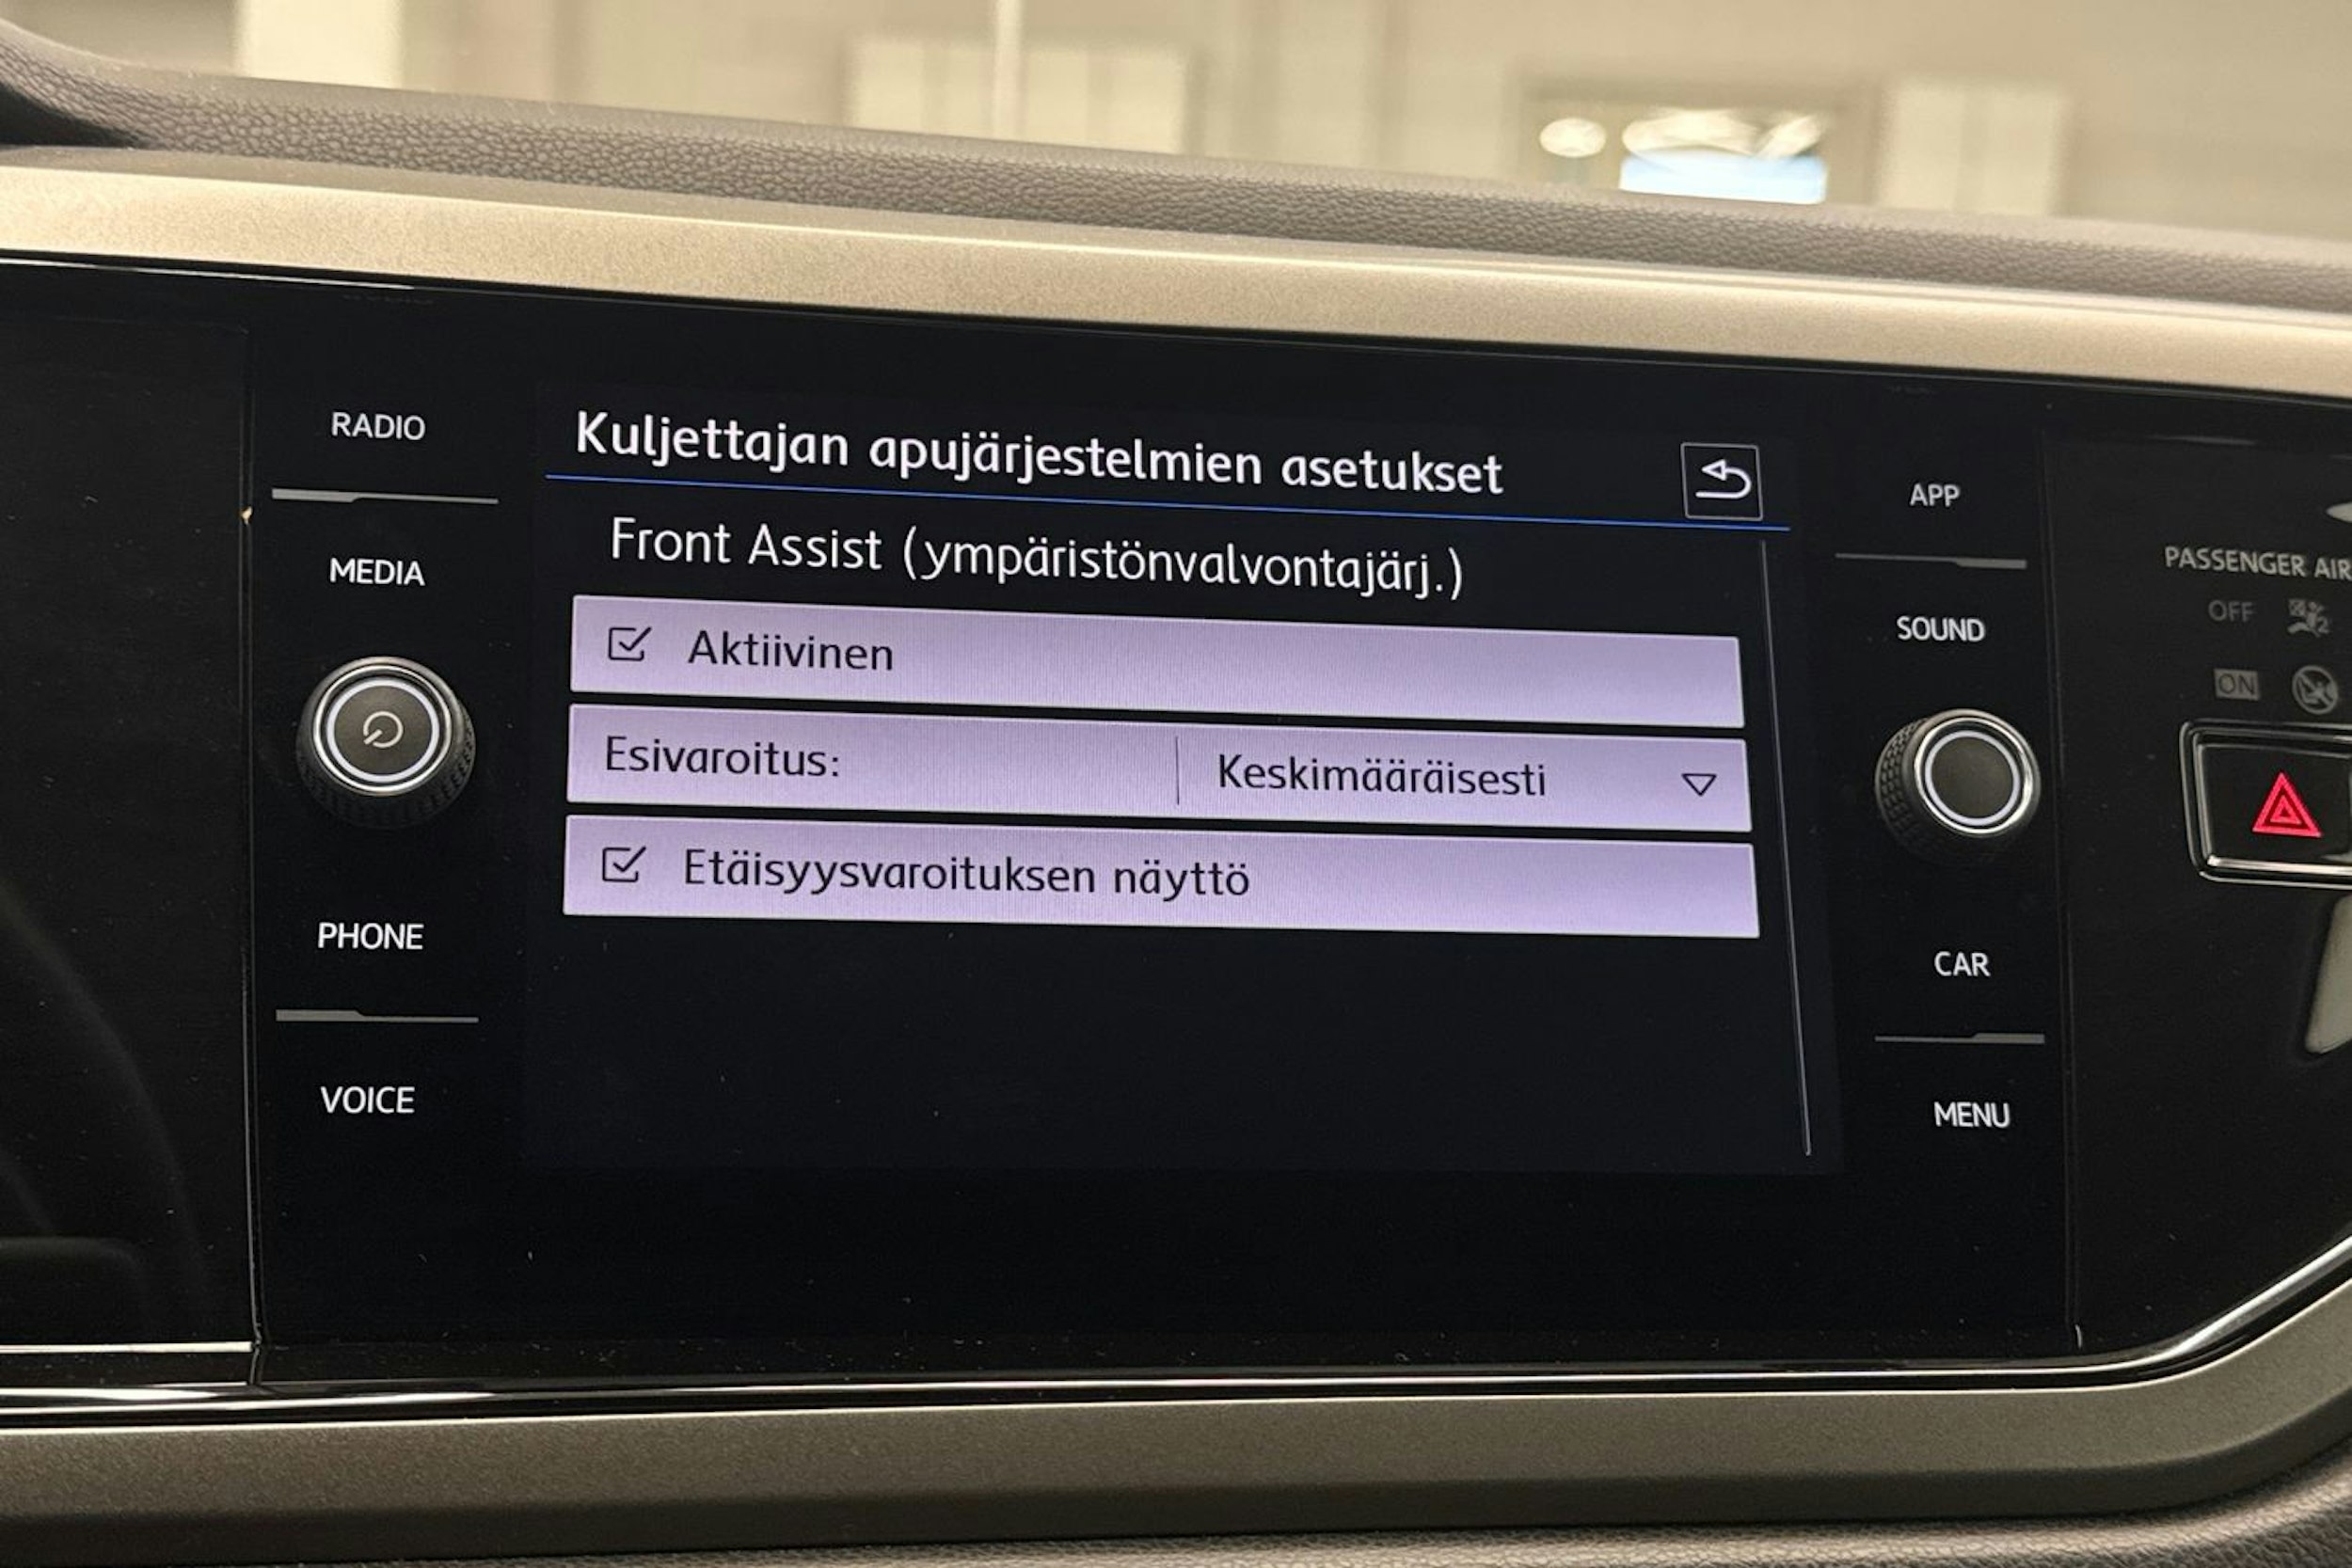 RADIO
MEDIA
PHONE
VOICE
Kuljettajan apujärjestelmien asetukset
Front Assist (ympäristönvalvontajärj.)
Aktiivinen
Esivaroitus: Keskimääräisesti
Etäisyysvaroituksen näyttö
APP
SOUND
CAR
MENU
PASSENGER AIR
OFF
ON